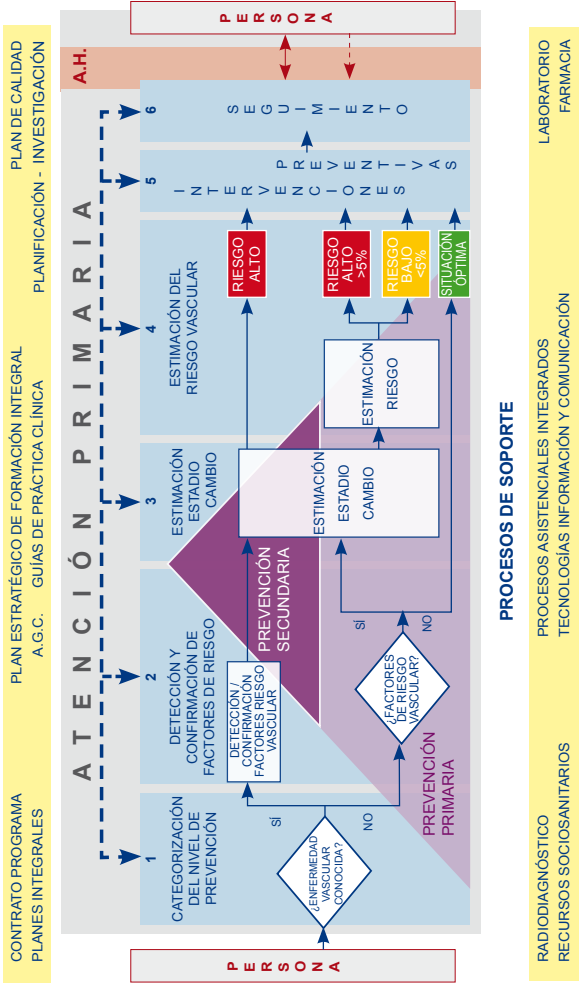 CONTRATO PROGRAMA
PLANES INTEGRALES
PLAN ESTRATÉGICO DE FORMACIÓN INTEGRAL
A.G.C. GUÍAS DE PRÁCTICA CLÍNICA
PLAN DE CALIDAD
PLANIFICACIÓN - INVESTIGACIÓN
ATENCIÓN PRIMARIA
A.H.
PERSONA
1
CATEGORIZACIÓN
DEL NIVEL DE
PREVENCIÓN
2
DETECCIÓN Y
CONFIRMACIÓN DE
FACTORES DE RIESGO
3
ESTIMACIÓN
ESTADIO
CAMBIO
4
ESTIMACIÓN DEL
RIESGO VASCULAR
5
INTERVENCIONES
PREVENTIVAS
6
SEGUIMIENTO
PERSONA
¿ENFERMEDAD
VASCULAR
CONOCIDA?
SÍ
NO
DETECCIÓN /
CONFIRMACIÓN
FACTORES RIESGO
VASCULAR
PREVENCIÓN
SECUNDARIA
PREVENCIÓN
PRIMARIA
¿FACTORES
DE RIESGO
VASCULAR?
SÍ
NO
ESTIMACIÓN
ESTADIO
CAMBIO
ESTIMACIÓN
RIESGO
RIESGO
ALTO
RIESGO
ALTO
>5%
RIESGO
BAJO
<5%
SITUACIÓN
ÓPTIMA
PROCESOS DE SOPORTE
RADIODIAGNÓSTICO
RECURSOS SOCIOSANITARIOS
PROCESOS ASISTENCIALES INTEGRADOS
TECNOLOGÍAS INFORMACIÓN Y COMUNICACIÓN
LABORATORIO
FARMACIA